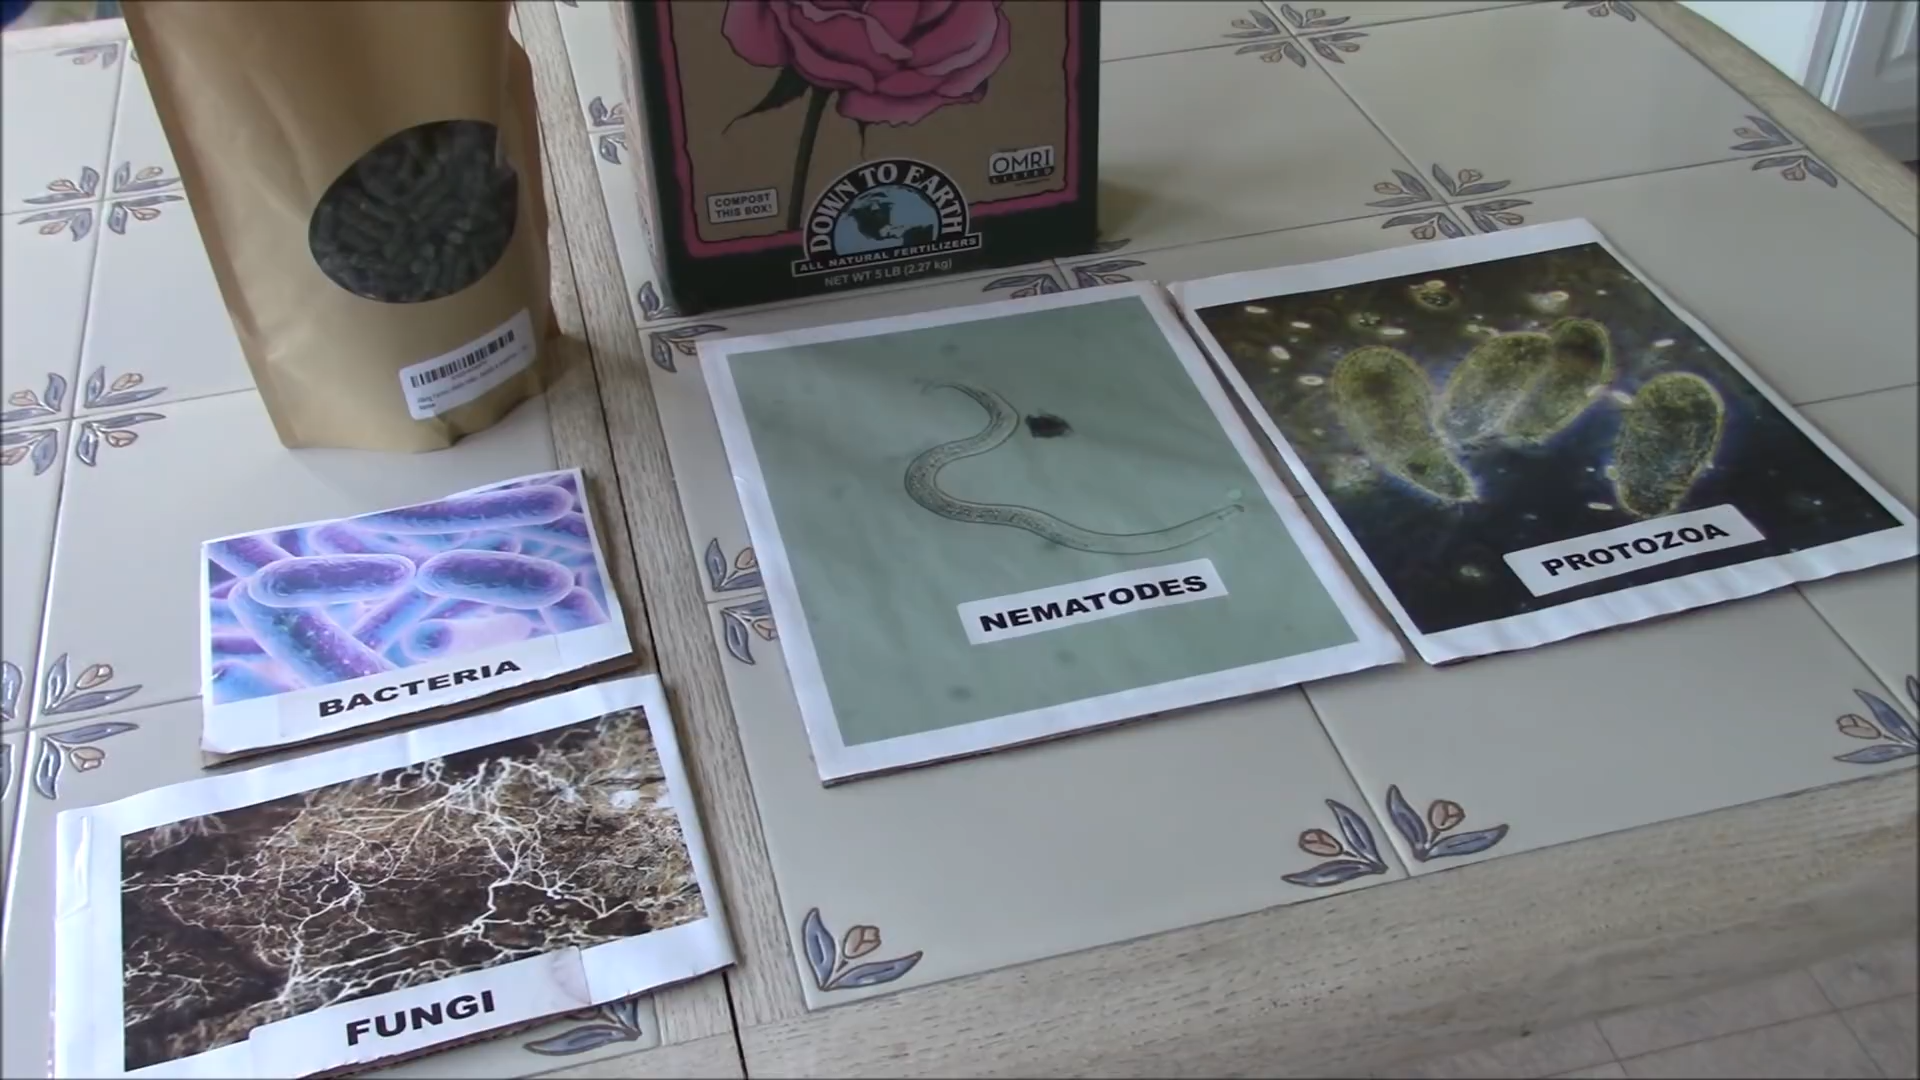 COMPOST
THIS BOX!
OMRI
LISTED
DOWN TO EARTH
ALL NATURAL FERTILIZERS
NET WT 5 LB (2.27 kg)
NEMATODES
PROTOZOA
BACTERIA
FUNGI